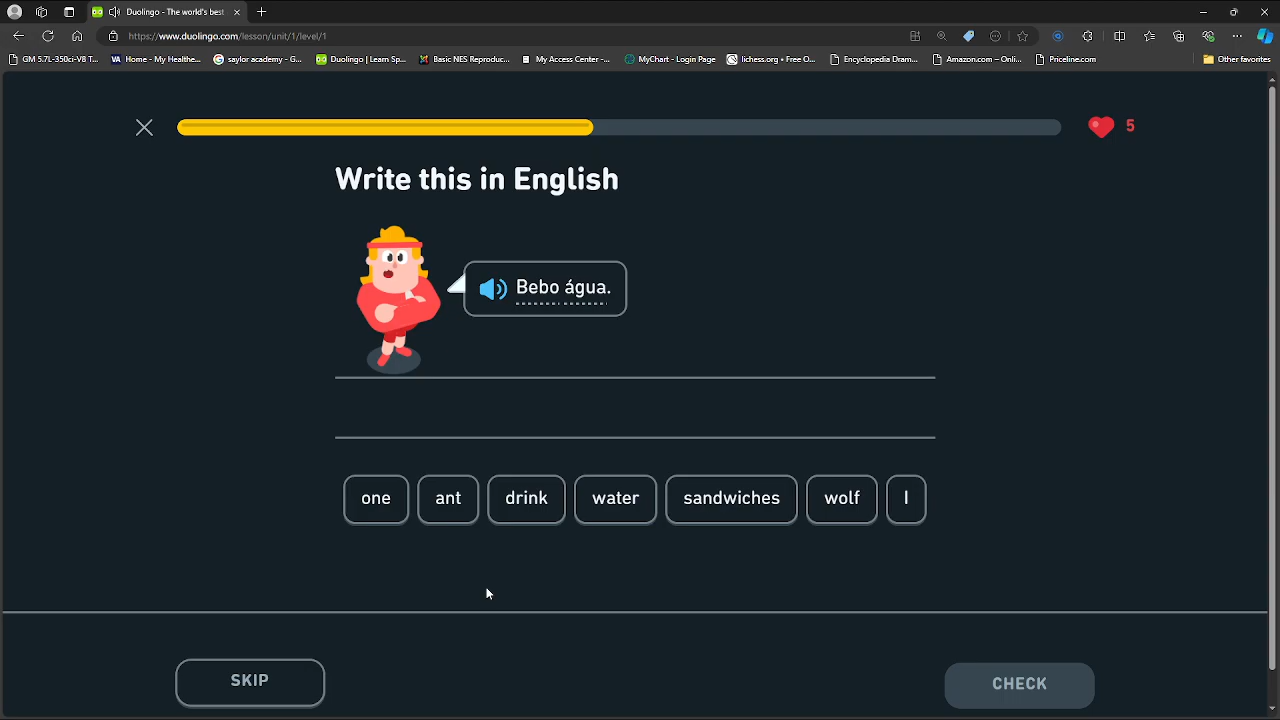 Duolingo - The world's best
https://www.duolingo.com/lesson/unit/1/level/1
GM 5.7L-350c-V8 T... Home - My Healthe... saylor academy - G... Duolingo | Learn Sp... Basic NES Reproduc... My Access Center -... MyChart - Login Page lichess.org • Free O... Encyclopedia Dram... Amazon.com - Onli... Priceline.com Other favorites
5
Write this in English
Bebo água.
one ant drink water sandwiches wolf I
SKIP CHECK